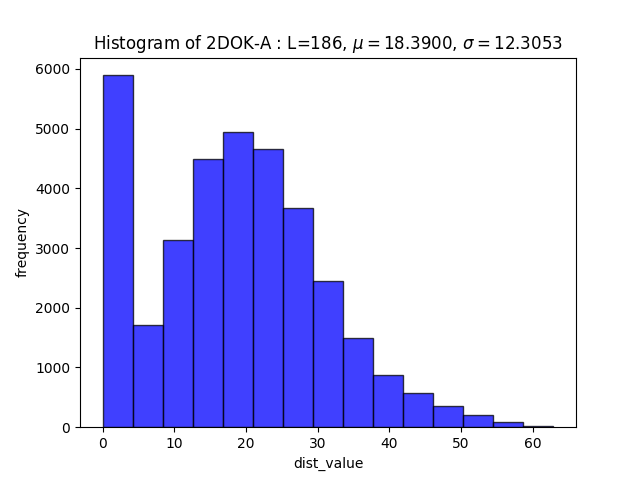 Histogram of 2DOK-A : L=186, μ = 18.3900, σ = 12.3053
6000
5000
4000
3000
2000
1000
0
frequency
0 10 20 30 40 50 60
dist_value